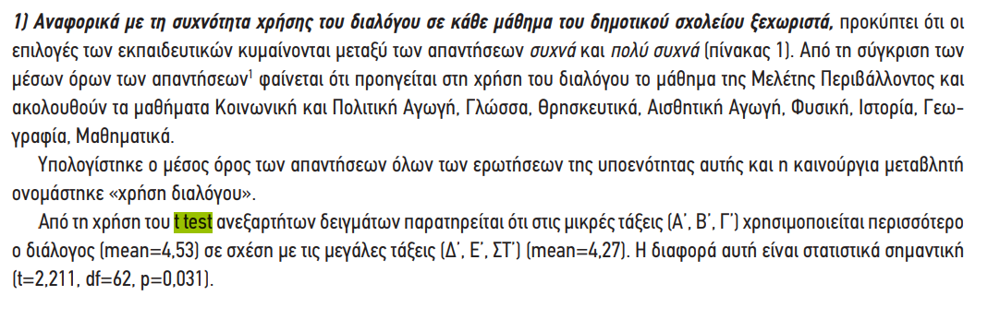 1) Αναφορικά με τη συχνότητα χρήσης του διαλόγου σε κάθε μάθημα του δημοτικού σχολείου ξεχωριστά, προκύπτει ότι οι
επιλογές των εκπαιδευτικών κυμαίνονται μεταξύ των απαντήσεων συχνά και πολύ συχνά (πίνακας 1). Από τη σύγκριση των
μέσων όρων των απαντήσεων¹ φαίνεται ότι προηγείται στη χρήση του διαλόγου το μάθημα της Μελέτης Περιβάλλοντος και
ακολουθούν τα μαθήματα Κοινωνική και Πολιτική Αγωγή, Γλώσσα, Θρησκευτικά, Αισθητική Αγωγή, Φυσική, Ιστορία, Γεω-
γραφία, Μαθηματικά.
Υπολογίστηκε ο μέσος όρος των απαντήσεων όλων των ερωτήσεων της υποενότητας αυτής και η καινούργια μεταβλητή
ονομάστηκε «χρήση διαλόγου».
Από τη χρήση του t test ανεξαρτήτων δειγμάτων παρατηρείται ότι στις μικρές τάξεις (Α’, Β’, Γ’) χρησιμοποιείται περισσότερο
ο διάλογος (mean=4,53) σε σχέση με τις μεγάλες τάξεις (Δ’, Ε’, ΣΤ’) (mean=4,27). Η διαφορά αυτή είναι στατιστικά σημαντική
(t=2,211, df=62, p=0,031).